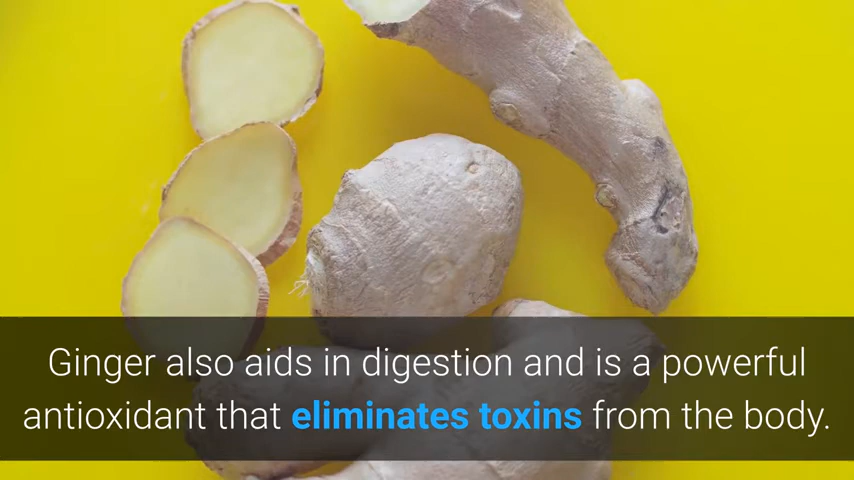 Ginger also aids in digestion and is a powerful
antioxidant that eliminates toxins from the body.